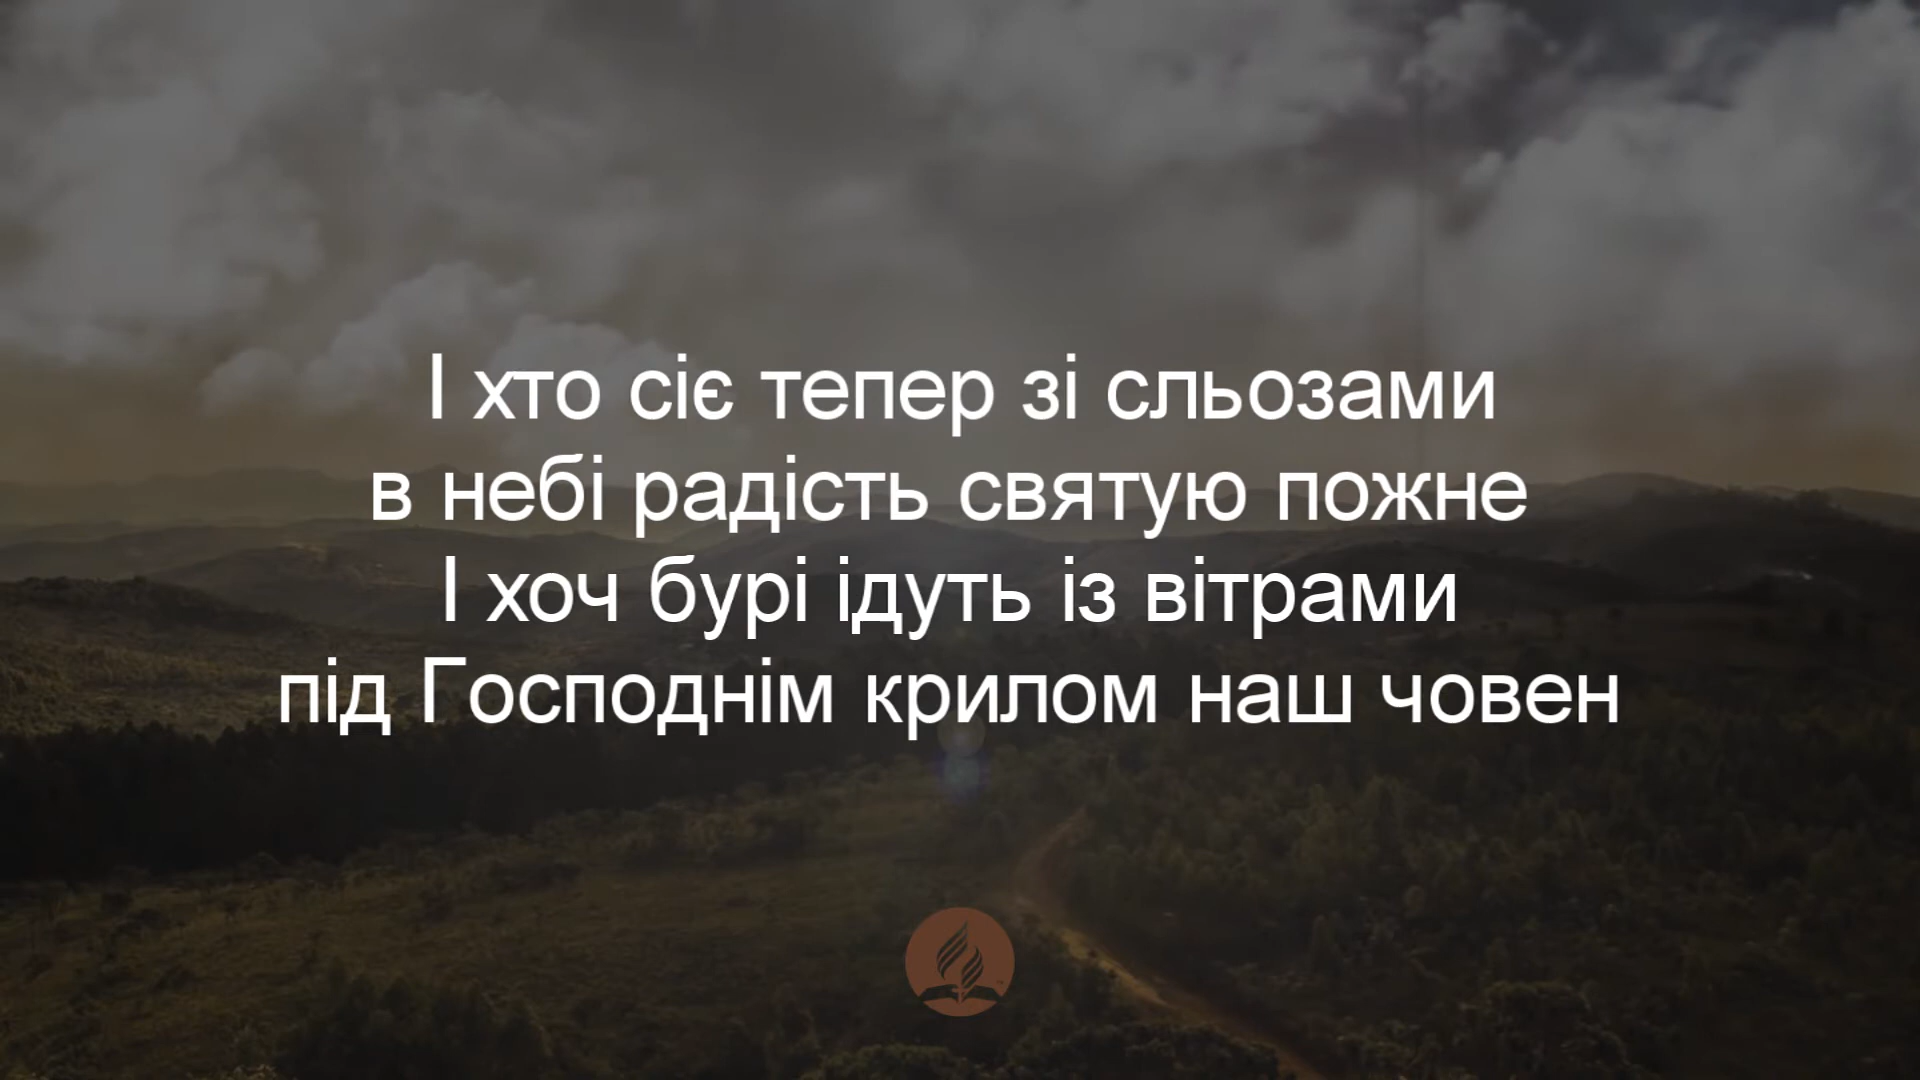 І хто сіє тепер зі сльозами
в небі радість святую пожне
І хоч бурі ідуть із вітрами
під Господнім крилом наш човен